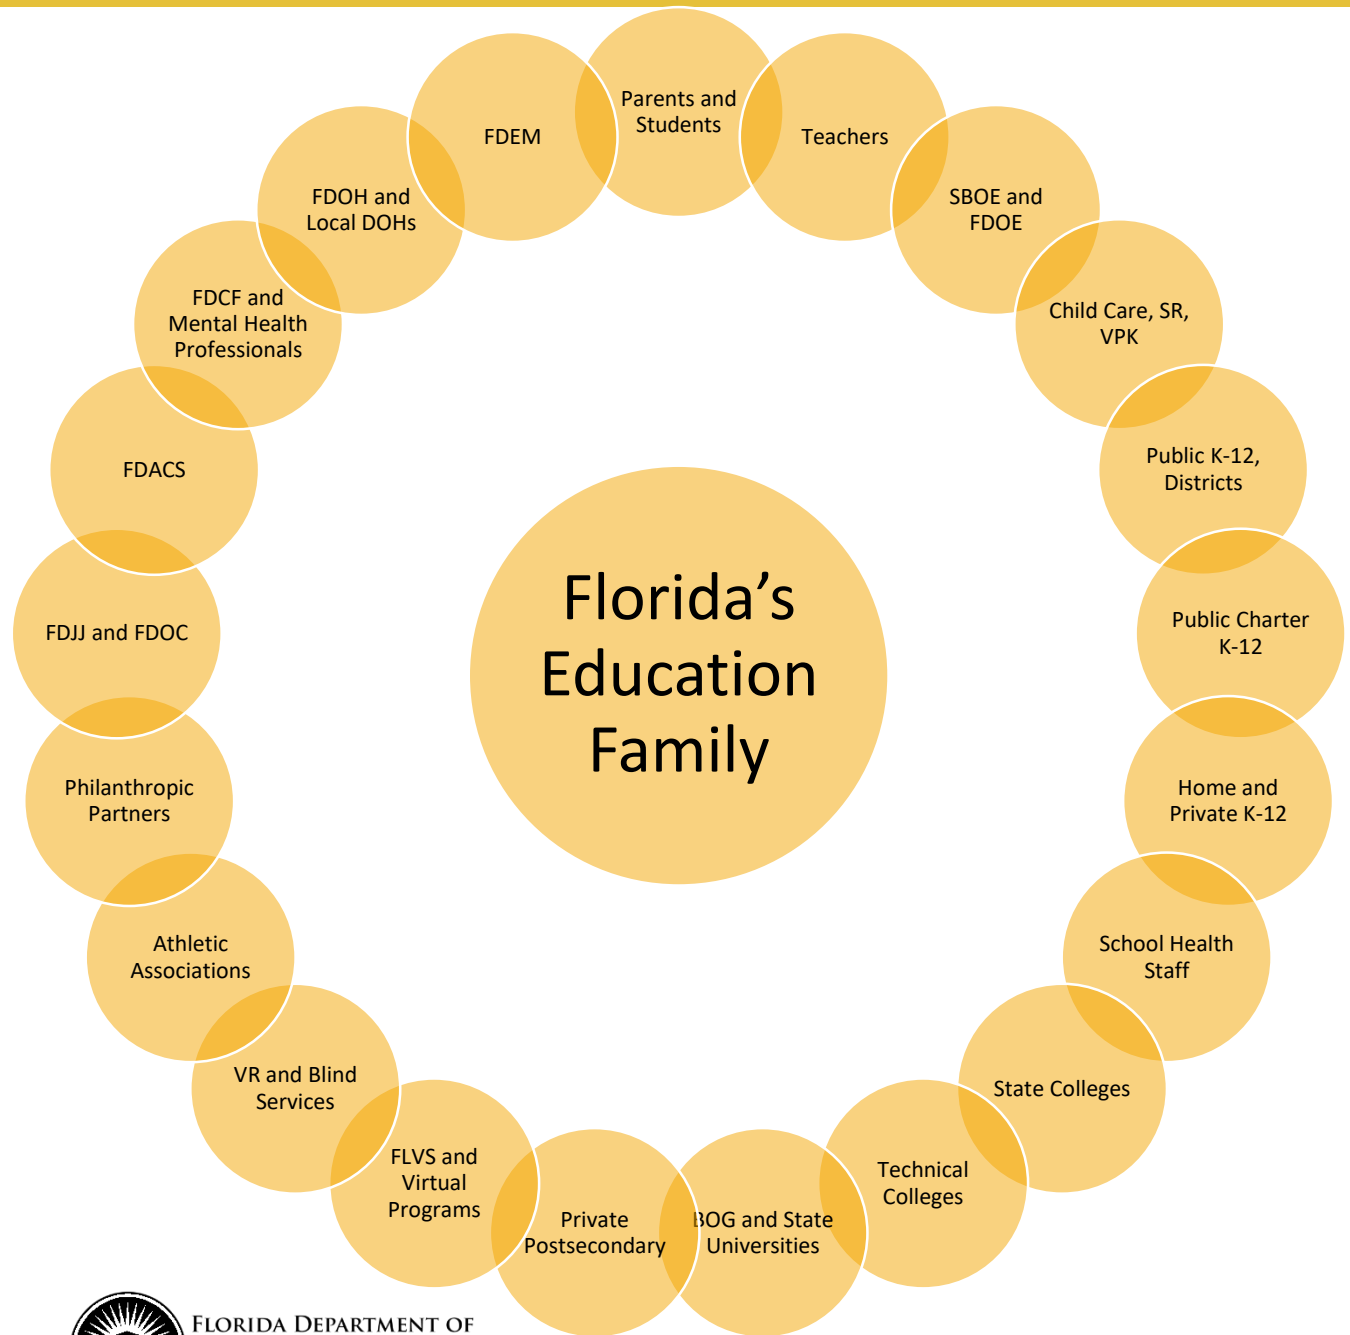 Parents and
Students
Teachers
SBOE and
FDOE
Child Care, SR,
VPK
Public K-12,
Districts
Public Charter
K-12
Home and
Private K-12
School Health
Staff
State Colleges
Technical
Colleges
BOG and State
Universities
Private
Postsecondary
FLVS and
Virtual
Programs
VR and Blind
Services
Athletic
Associations
Philanthropic
Partners
FDJJ and FDOC
FDACS
FDCF and
Mental Health
Professionals
FDOH and
Local DOHs
FDEM
Florida’s
Education
Family
FLORIDA DEPARTMENT OF